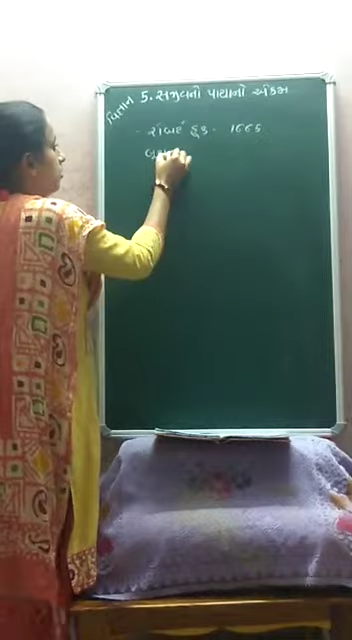 વિજ્ઞાન 5. સજીવનો પાયાનો એકમ
- રોબર્ટ હુક - 1665